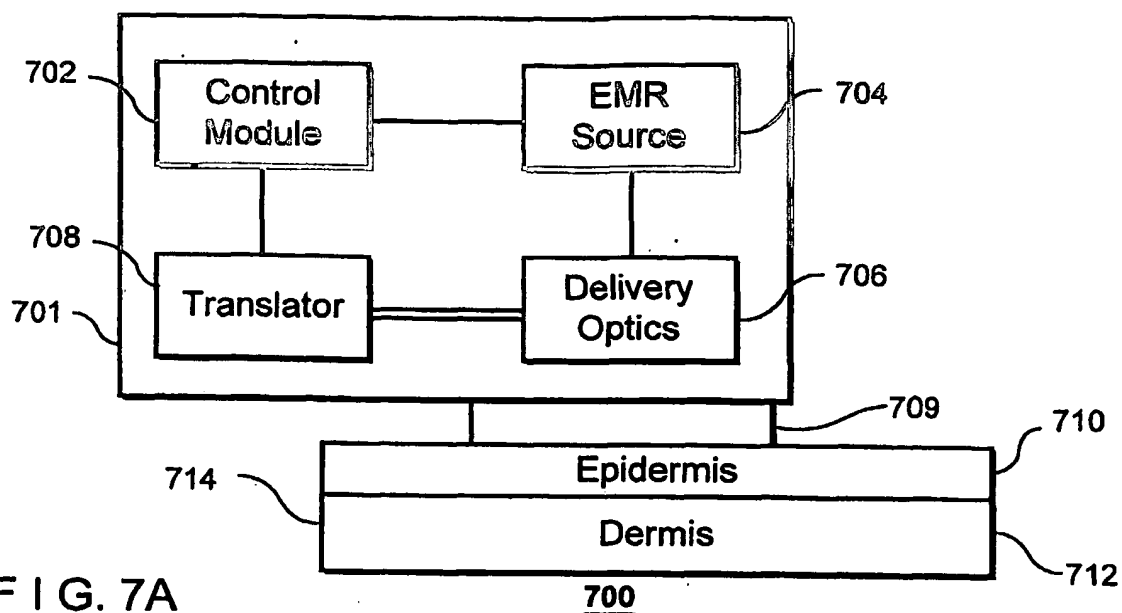 702
Control
Module
EMR
Source
704
708
Translator
Delivery
Optics
706
701
709
710
714
Epidermis
Dermis
712
F I G. 7A
700